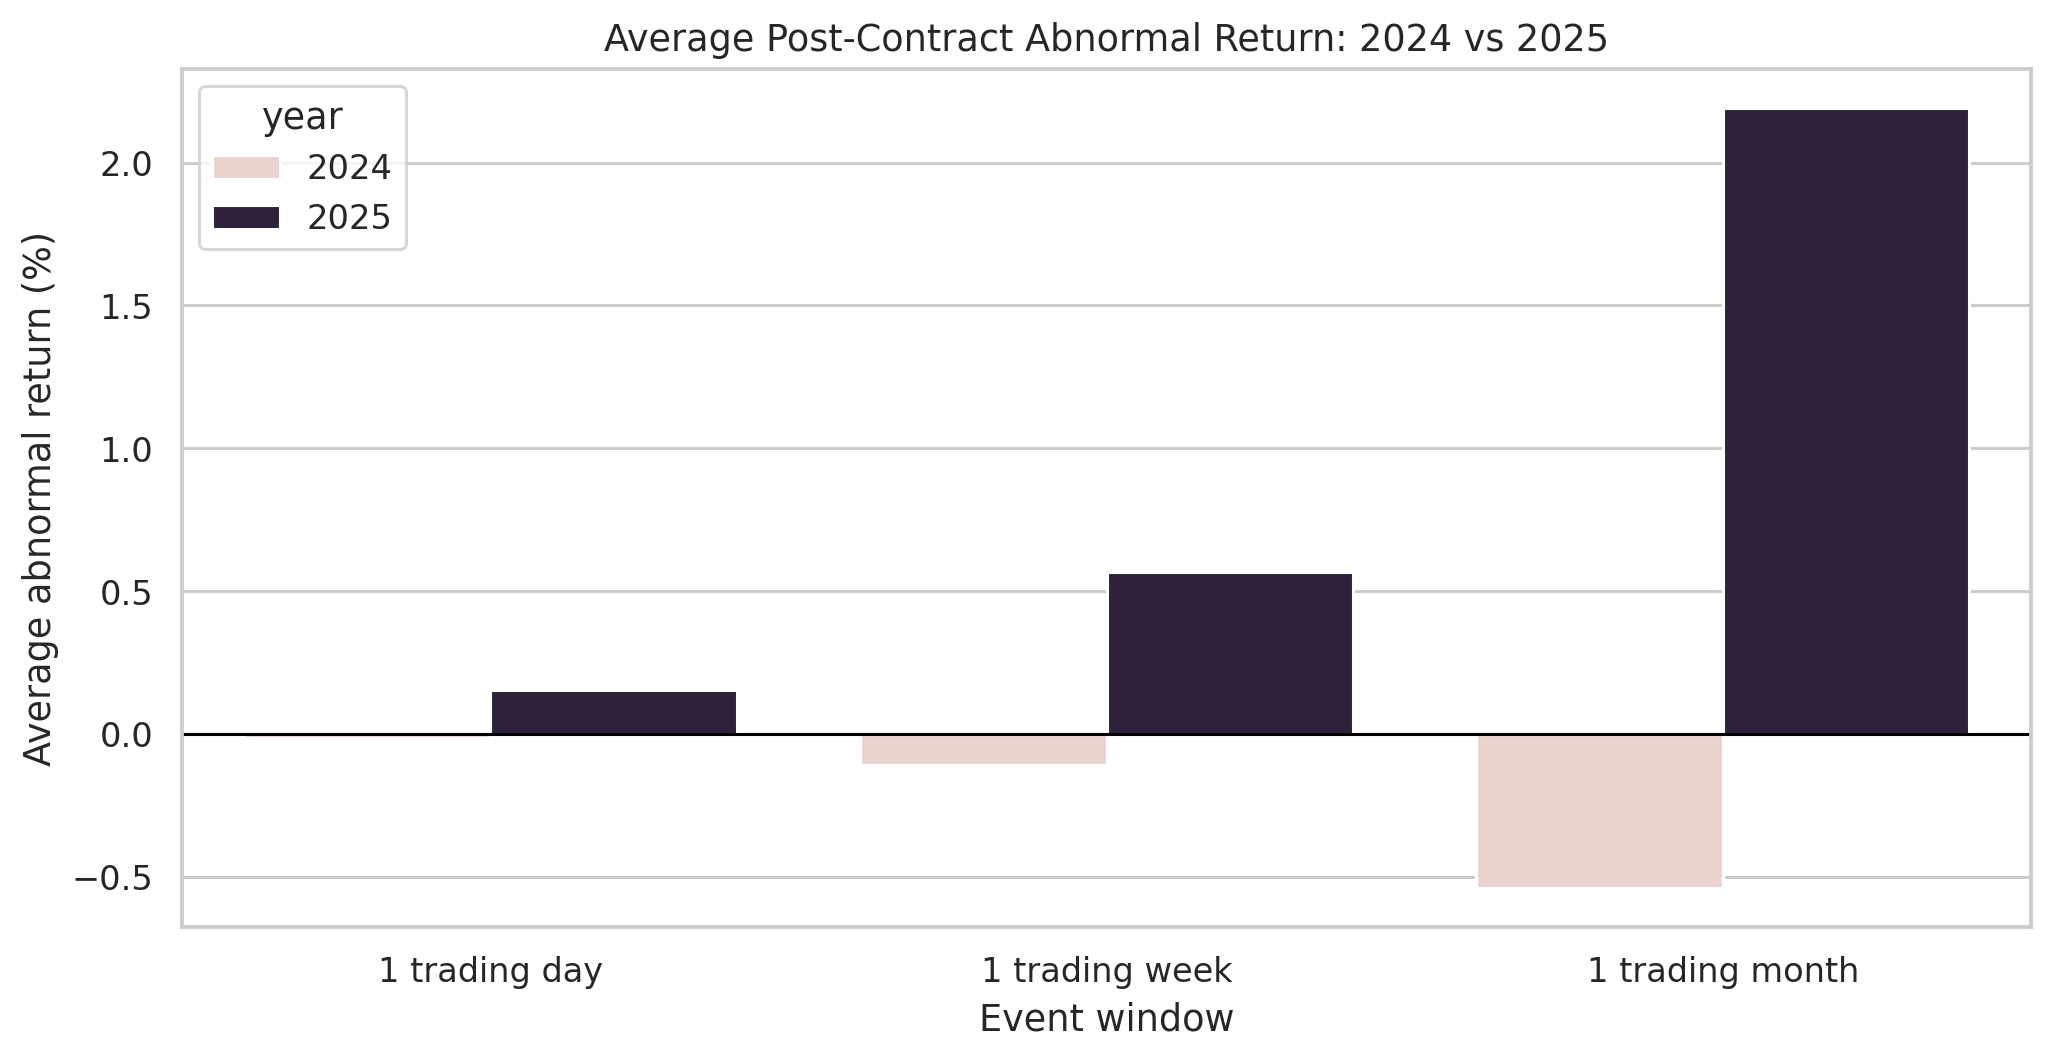 Average Post-Contract Abnormal Return: 2024 vs 2025
year
2024
2025
Average abnormal return (%)
2.0
1.5
1.0
0.5
0.0
−0.5
1 trading day
1 trading week
1 trading month
Event window